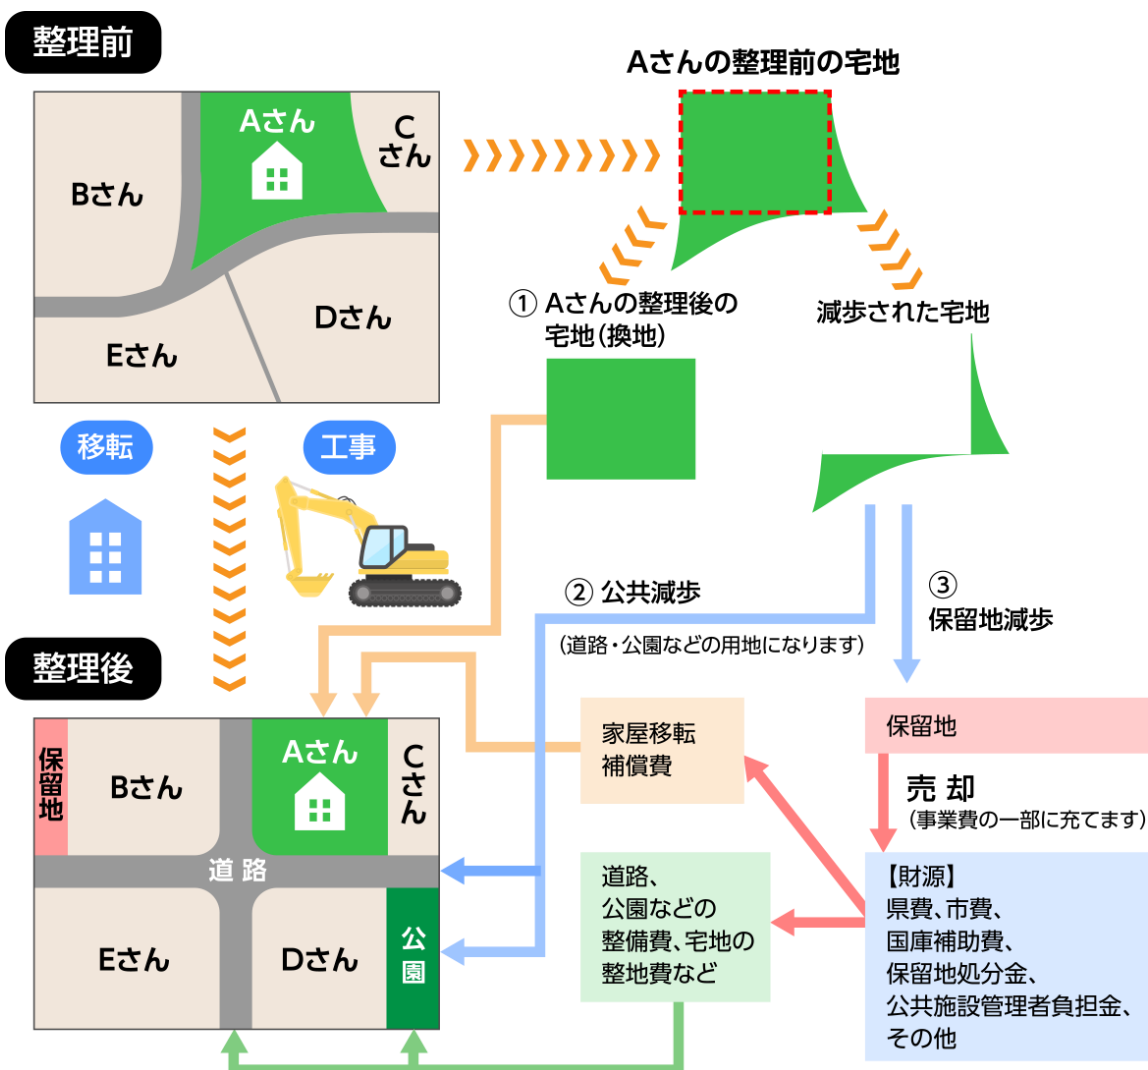 整理前
Aさん
Bさん
C
さん
Dさん
Eさん
Aさんの整理前の宅地
① Aさんの整理後の
宅地(換地)
減歩された宅地
移転
工事
② 公共減歩
(道路・公園などの用地になります)
③
保留地減歩
整理後
保留地
Bさん
Aさん
Cさん
道路
Eさん
Dさん
公園
家屋移転
補償費
保留地
売却
(事業費の一部に充てます)
道路、
公園などの
整備費、宅地の
整地費など
【財源】
県費、市費、
国庫補助費、
保留地処分金、
公共施設管理者負担金、
その他